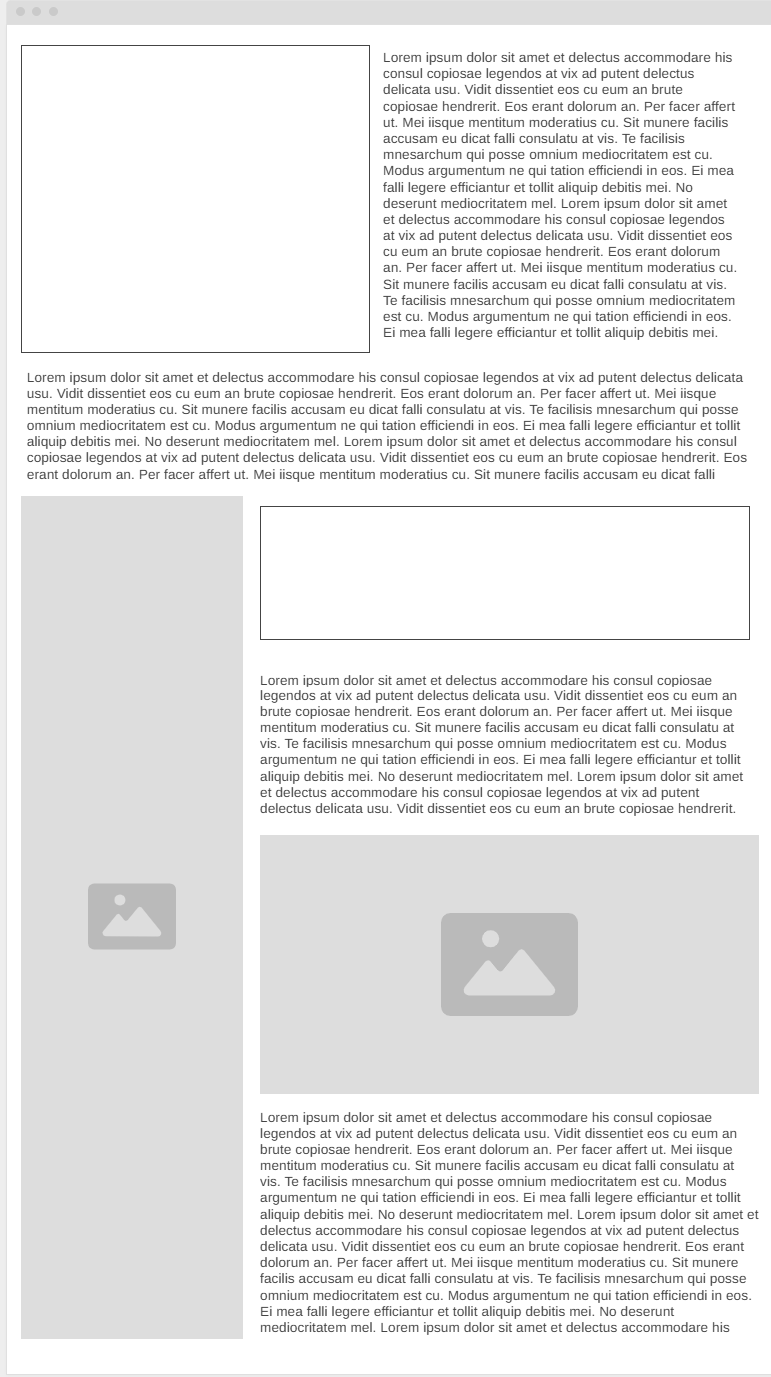 Lorem ipsum dolor sit amet et delectus accommodare his
consul copiosae legendos at vix ad putent delectus
delicata usu. Vidit dissentiet eos cu eum an brute
copiosae hendrerit. Eos erant dolorum an. Per facer affert
ut. Mei iisque mentitum moderatius cu. Sit munere facilis
accusam eu dicat falli consulatu at vis. Te facilisis
mnesarchum qui posse omnium mediocritatem est cu.
Modus argumentum ne qui tation efficiendi in eos. Ei mea
falli legere efficiantur et tollit aliquip debitis mei. No
deserunt mediocritatem mel. Lorem ipsum dolor sit amet
et delectus accommodare his consul copiosae legendos
at vix ad putent delectus delicata usu. Vidit dissentiet eos
cu eum an brute copiosae hendrerit. Eos erant dolorum
an. Per facer affert ut. Mei iisque mentitum moderatius cu.
Sit munere facilis accusam eu dicat falli consulatu at vis.
Te facilisis mnesarchum qui posse omnium mediocritatem
est cu. Modus argumentum ne qui tation efficiendi in eos.
Ei mea falli legere efficiantur et tollit aliquip debitis mei.
Lorem ipsum dolor sit amet et delectus accommodare his consul copiosae legendos at vix ad putent delectus delicata
usu. Vidit dissentiet eos cu eum an brute copiosae hendrerit. Eos erant dolorum an. Per facer affert ut. Mei iisque
mentitum moderatius cu. Sit munere facilis accusam eu dicat falli consulatu at vis. Te facilisis mnesarchum qui posse
omnium mediocritatem est cu. Modus argumentum ne qui tation efficiendi in eos. Ei mea falli legere efficiantur et tollit
aliquip debitis mei. No deserunt mediocritatem mel. Lorem ipsum dolor sit amet et delectus accommodare his consul
copiosae legendos at vix ad putent delectus delicata usu. Vidit dissentiet eos cu eum an brute copiosae hendrerit. Eos
erant dolorum an. Per facer affert ut. Mei iisque mentitum moderatius cu. Sit munere facilis accusam eu dicat falli
Lorem ipsum dolor sit amet et delectus accommodare his consul copiosae
legendos at vix ad putent delectus delicata usu. Vidit dissentiet eos cu eum an
brute copiosae hendrerit. Eos erant dolorum an. Per facer affert ut. Mei iisque
mentitum moderatius cu. Sit munere facilis accusam eu dicat falli consulatu at
vis. Te facilisis mnesarchum qui posse omnium mediocritatem est cu. Modus
argumentum ne qui tation efficiendi in eos. Ei mea falli legere efficiantur et tollit
aliquip debitis mei. No deserunt mediocritatem mel. Lorem ipsum dolor sit amet
et delectus accommodare his consul copiosae legendos at vix ad putent
delectus delicata usu. Vidit dissentiet eos cu eum an brute copiosae hendrerit.
Lorem ipsum dolor sit amet et delectus accommodare his consul copiosae
legendos at vix ad putent delectus delicata usu. Vidit dissentiet eos cu eum an
brute copiosae hendrerit. Eos erant dolorum an. Per facer affert ut. Mei iisque
mentitum moderatius cu. Sit munere facilis accusam eu dicat falli consulatu at
vis. Te facilisis mnesarchum qui posse omnium mediocritatem est cu. Modus
argumentum ne qui tation efficiendi in eos. Ei mea falli legere efficiantur et tollit
aliquip debitis mei. No deserunt mediocritatem mel. Lorem ipsum dolor sit amet et
delectus accommodare his consul copiosae legendos at vix ad putent delectus
delicata usu. Vidit dissentiet eos cu eum an brute copiosae hendrerit. Eos erant
dolorum an. Per facer affert ut. Mei iisque mentitum moderatius cu. Sit munere
facilis accusam eu dicat falli consulatu at vis. Te facilisis mnesarchum qui posse
omnium mediocritatem est cu. Modus argumentum ne qui tation efficiendi in eos.
Ei mea falli legere efficiantur et tollit aliquip debitis mei. No deserunt
mediocritatem mel. Lorem ipsum dolor sit amet et delectus accommodare his